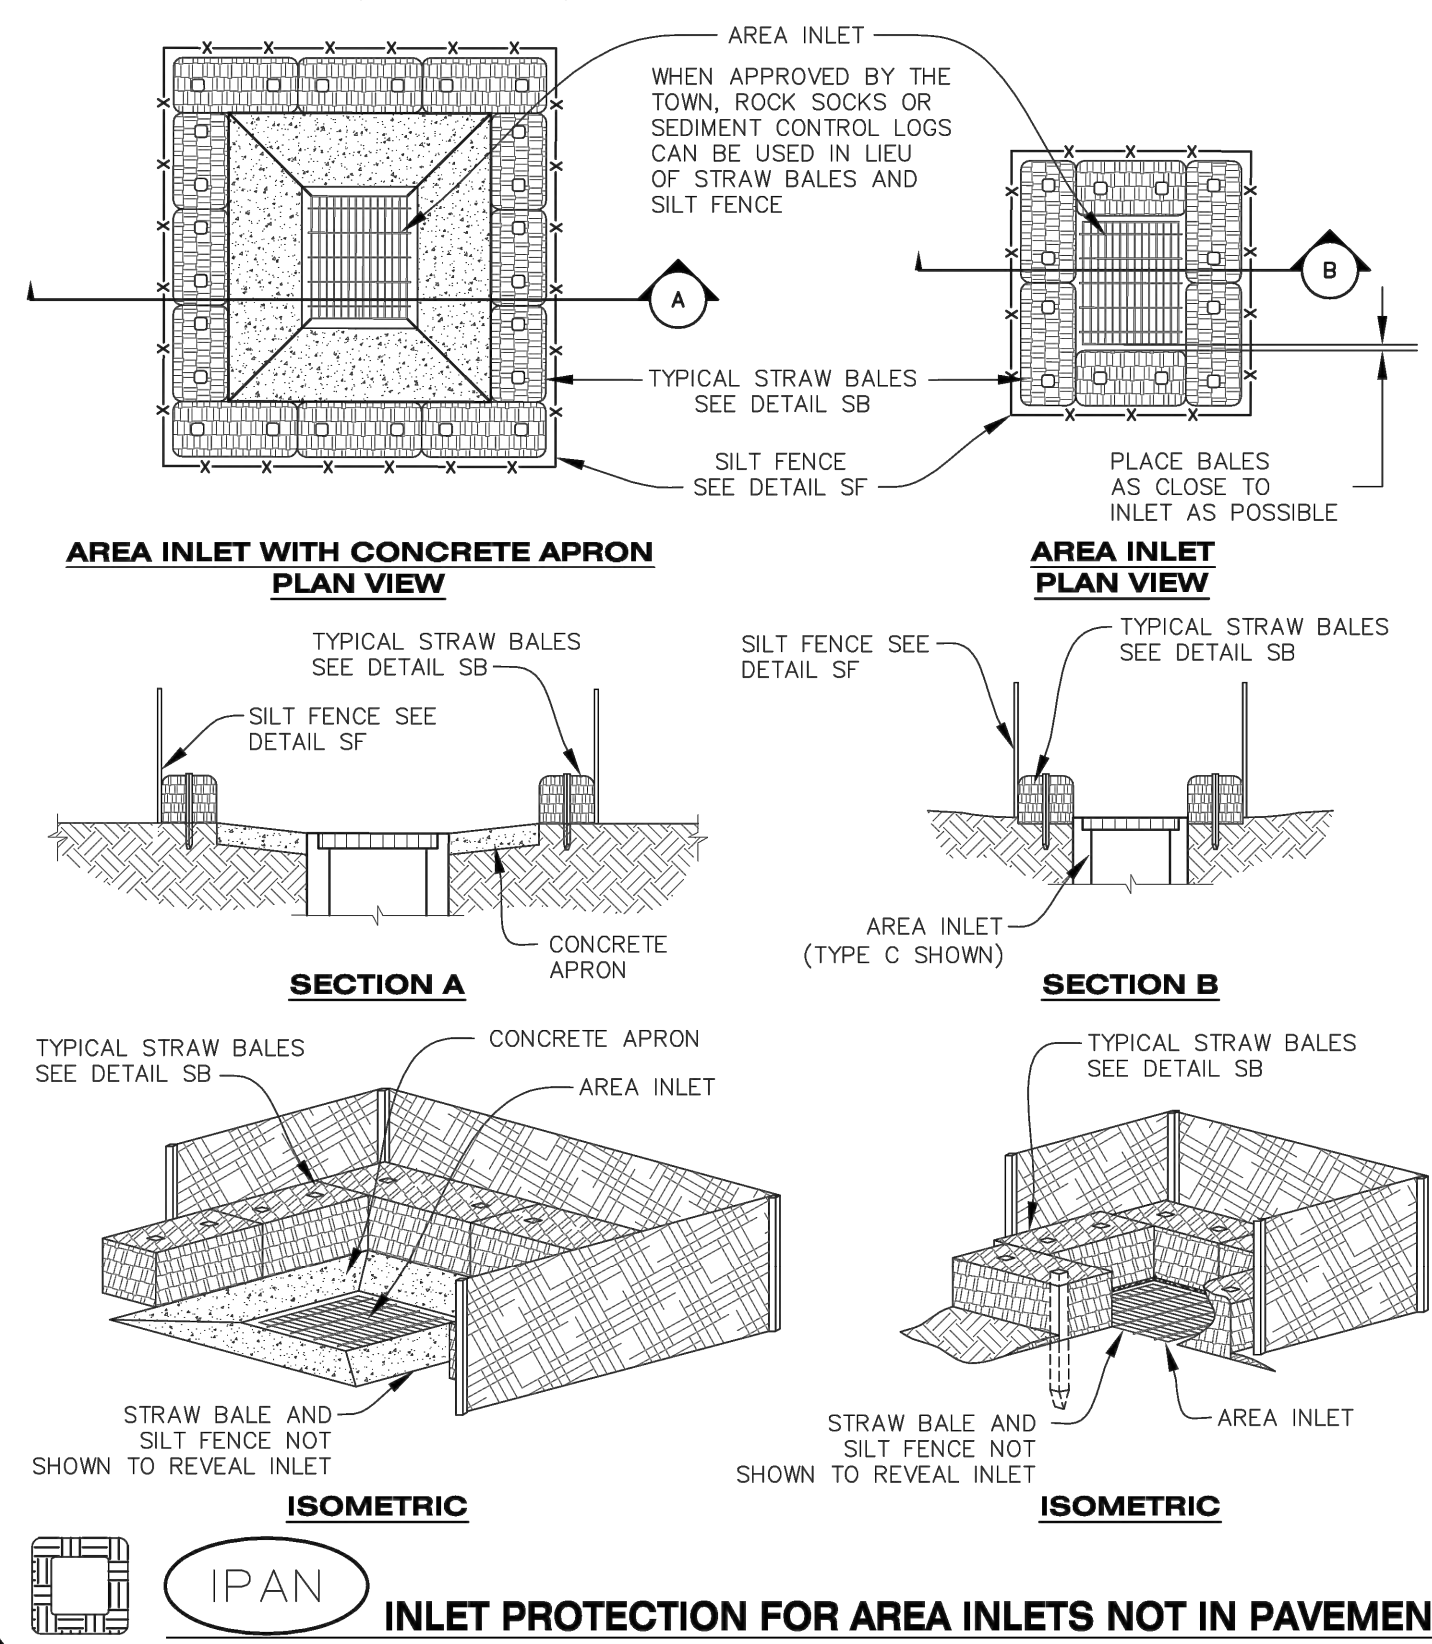 AREA INLET
WHEN APPROVED BY THE
TOWN, ROCK SOCKS OR
SEDIMENT CONTROL LOGS
CAN BE USED IN LIEU
OF STRAW BALES AND
SILT FENCE
A
B
TYPICAL STRAW BALES
SEE DETAIL SB
SILT FENCE
SEE DETAIL SF
PLACE BALES
AS CLOSE TO
INLET AS POSSIBLE
AREA INLET WITH CONCRETE APRON
PLAN VIEW
AREA INLET
PLAN VIEW
TYPICAL STRAW BALES
SEE DETAIL SB
SILT FENCE SEE
DETAIL SF
CONCRETE
APRON
SECTION A
SILT FENCE SEE
DETAIL SF
TYPICAL STRAW BALES
SEE DETAIL SB
AREA INLET
(TYPE C SHOWN)
SECTION B
TYPICAL STRAW BALES
SEE DETAIL SB
CONCRETE APRON
AREA INLET
STRAW BALE AND
SILT FENCE NOT
SHOWN TO REVEAL INLET
ISOMETRIC
TYPICAL STRAW BALES
SEE DETAIL SB
STRAW BALE AND
SILT FENCE NOT
SHOWN TO REVEAL INLET
AREA INLET
ISOMETRIC
IPAN
INLET PROTECTION FOR AREA INLETS NOT IN PAVEMEN